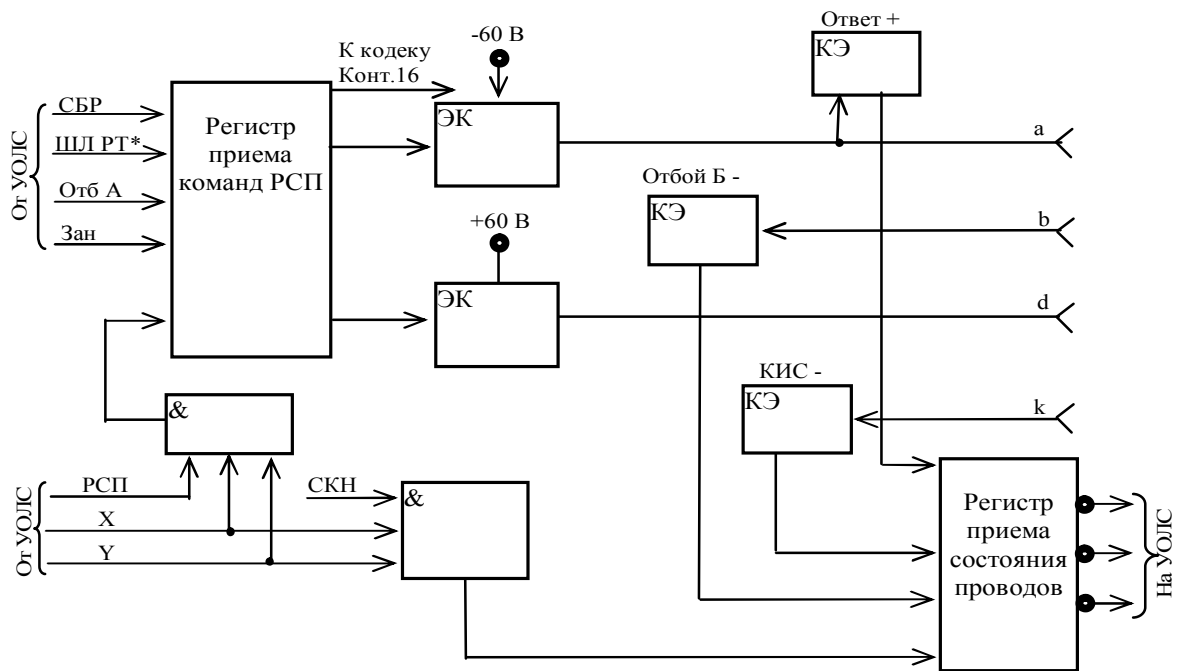 Ответ +
КЭ
-60 В
К кодеку
Конт.16
От УОЛС
СБР
ШЛ РТ*
Отб А
Зан
Регистр
приема
команд РСП
ЭК
a
Отбой Б -
КЭ
b
+60 В
ЭК
d
КИС -
КЭ
k
&
От УОЛС
РСП
X
Y
СКН
&
Регистр
приема
состояния
проводов
На УОЛС